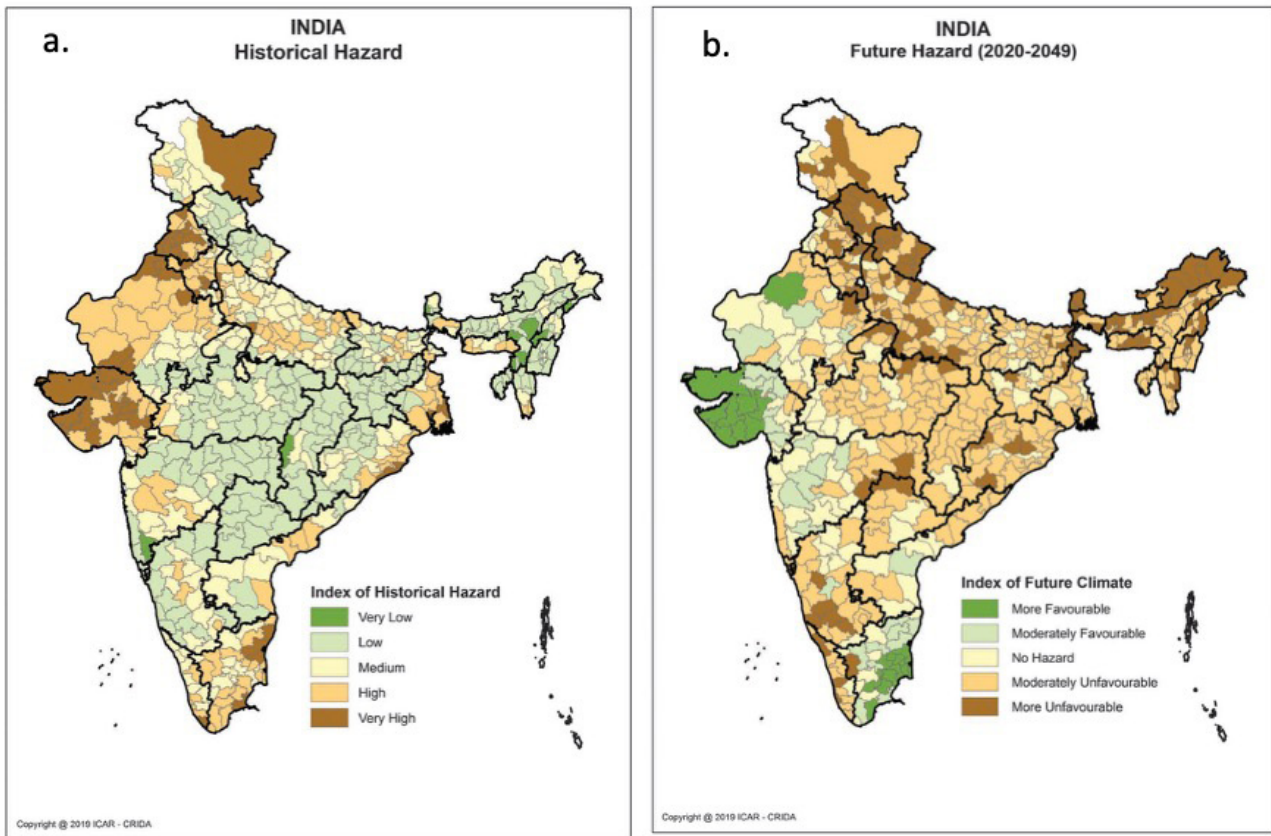 a.
INDIA
Historical Hazard
Index of Historical Hazard
Very Low
Low
Medium
High
Very High
Copyright @ 2019 ICAR - CRIDA
b.
INDIA
Future Hazard (2020-2049)
Index of Future Climate
More Favourable
Moderately Favourable
No Hazard
Moderately Unfavourable
More Unfavourable
Copyright @ 2019 ICAR - CRIDA